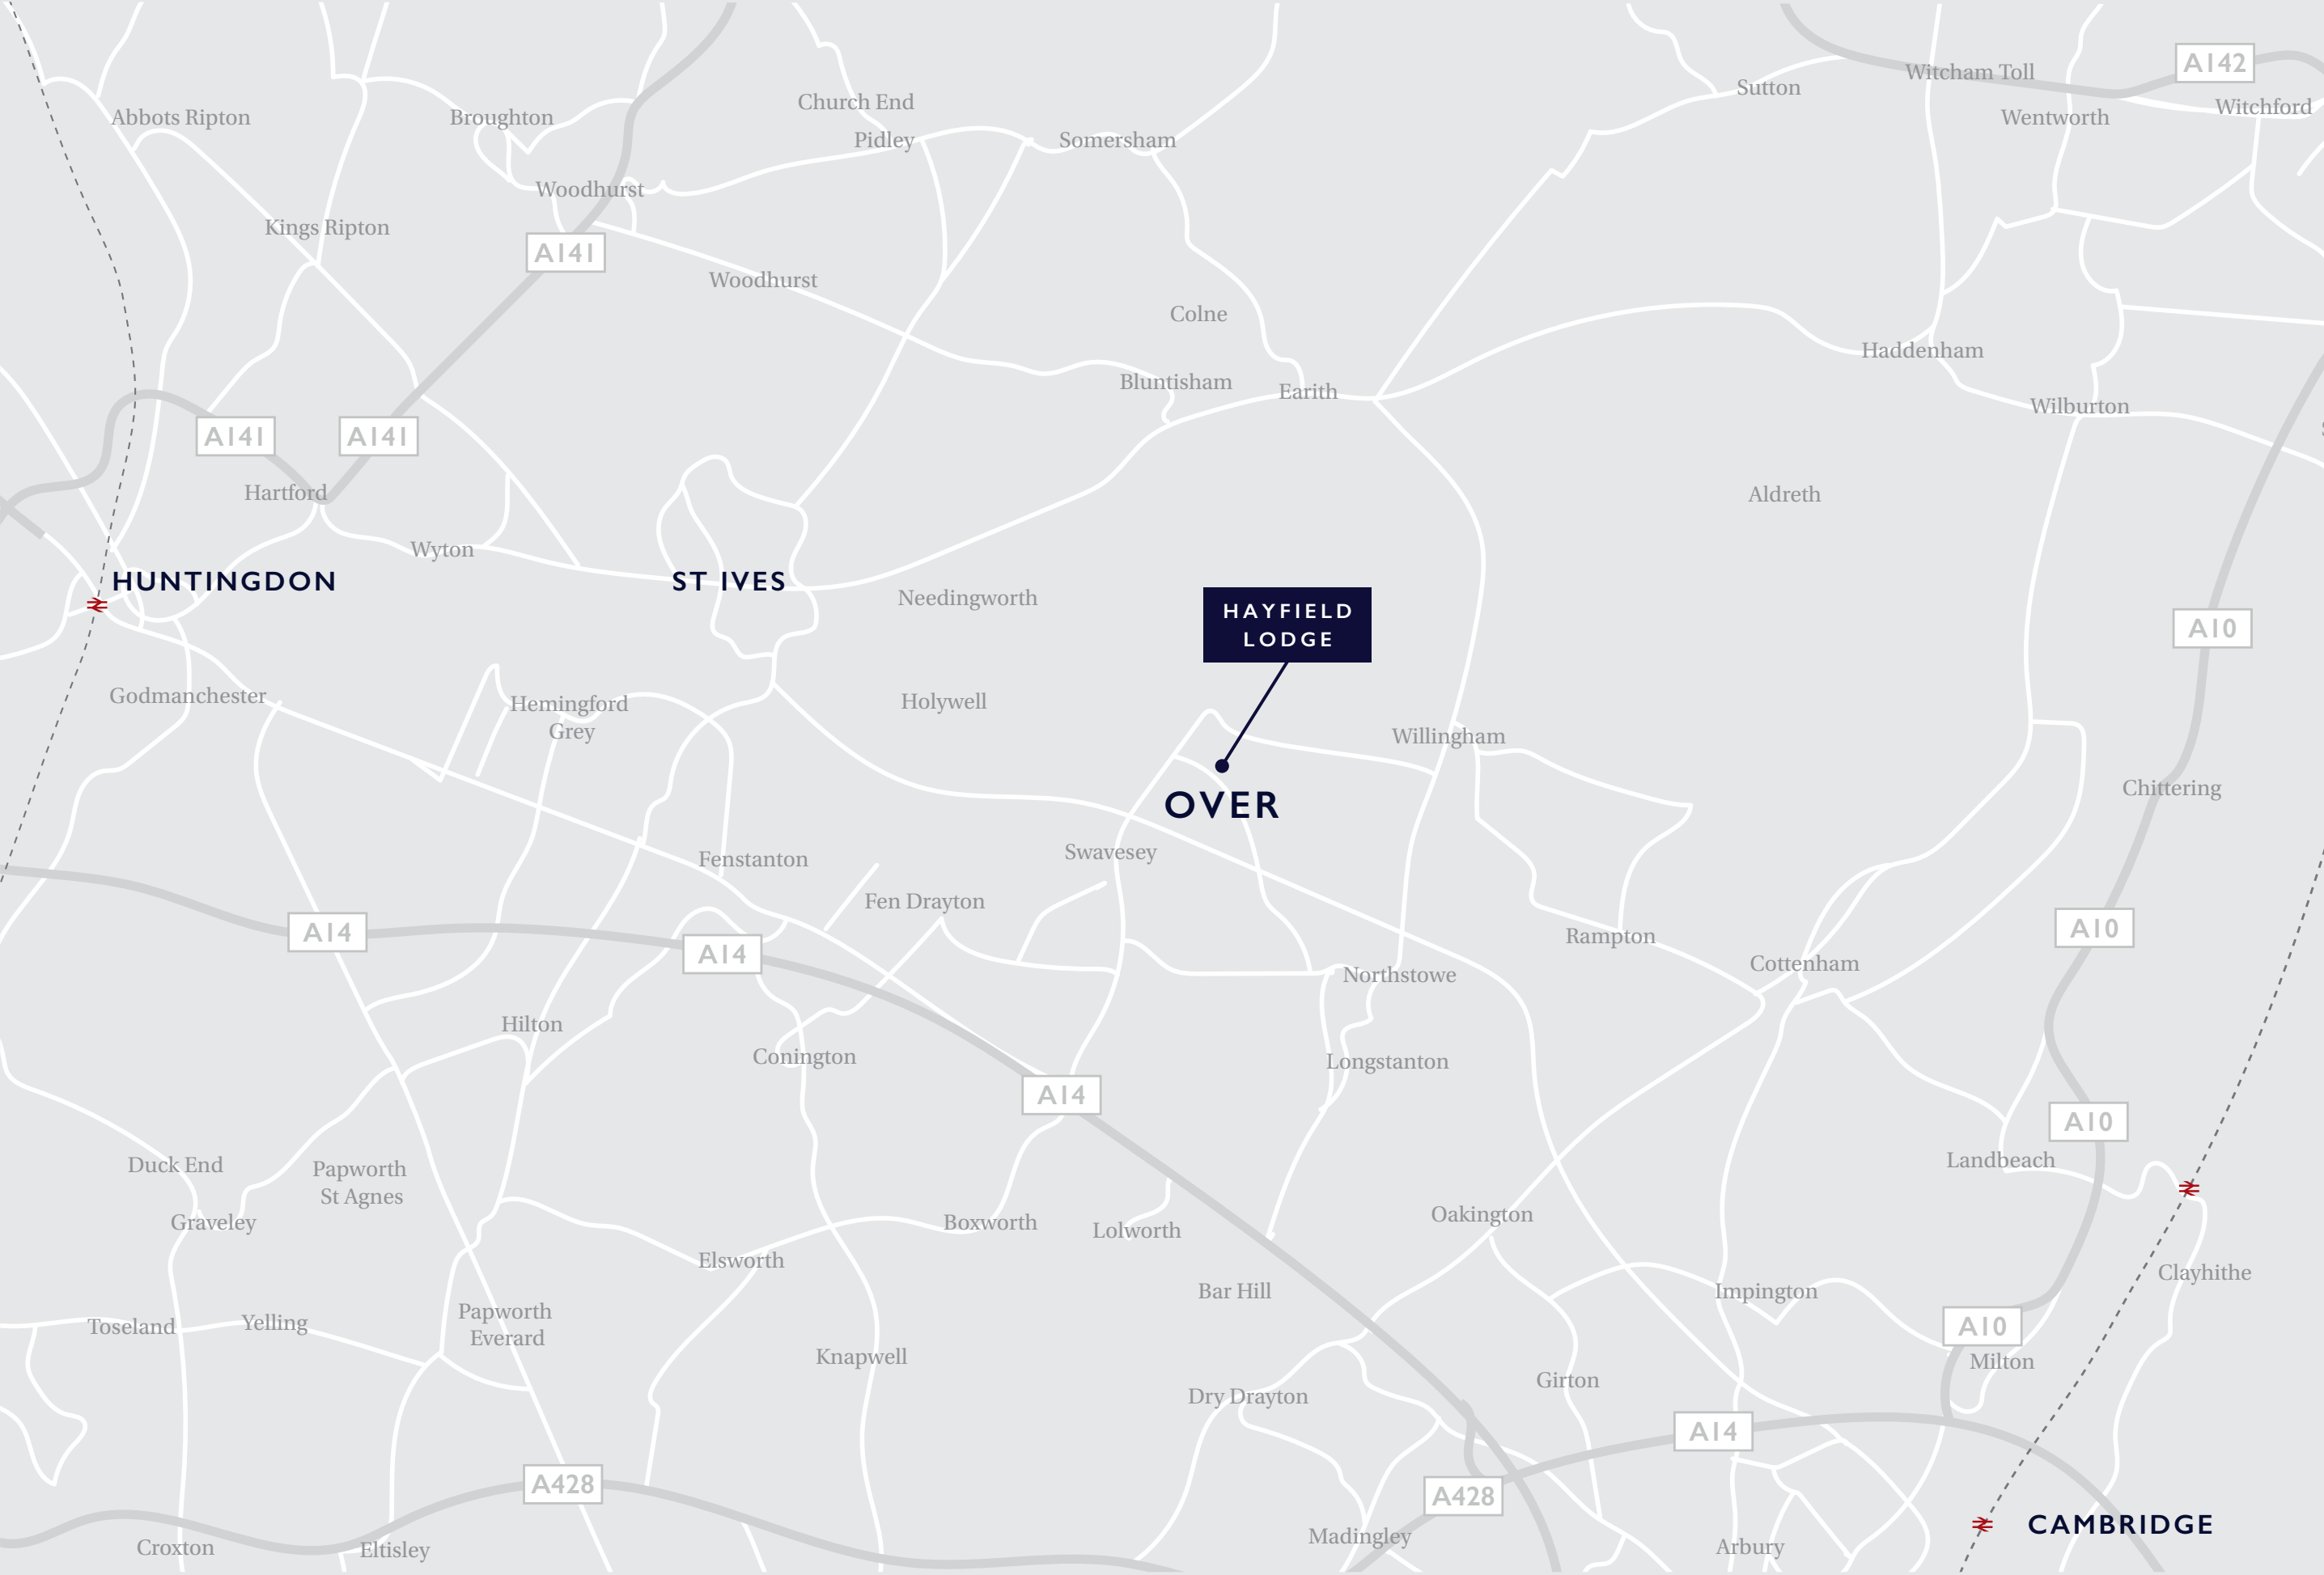 A142
Witcham Toll
Sutton
Church End
Witchford
Abbots Ripton
Broughton
Wentworth
Pidley
Somersham
Woodhurst
Kings Ripton
A141
Woodhurst
Colne
Haddenham
Bluntisham
Earith
Wilburton
A141
A141
Hartford
Aldreth
Wyton
HUNTINGDON
ST IVES
Needingworth
HAYFIELD
LODGE
A10
Godmanchester
Hemingford
Grey
Holywell
Willingham
Chittering
OVER
Swavesey
Fenstanton
Fen Drayton
A14
A14
Rampton
A10
Cottenham
Northstowe
Hilton
Conington
Longstanton
A14
A10
Duck End
Papworth
St Agnes
Landbeach
Graveley
Boxworth
Lolworth
Oakington
Elsworth
Clayhithe
Bar Hill
Impington
Toseland
Yelling
Papworth
Everard
A10
Knapwell
Milton
Dry Drayton
Girton
A14
A428
A428
CAMBRIDGE
Croxton
Eltisley
Madingley
Arbury